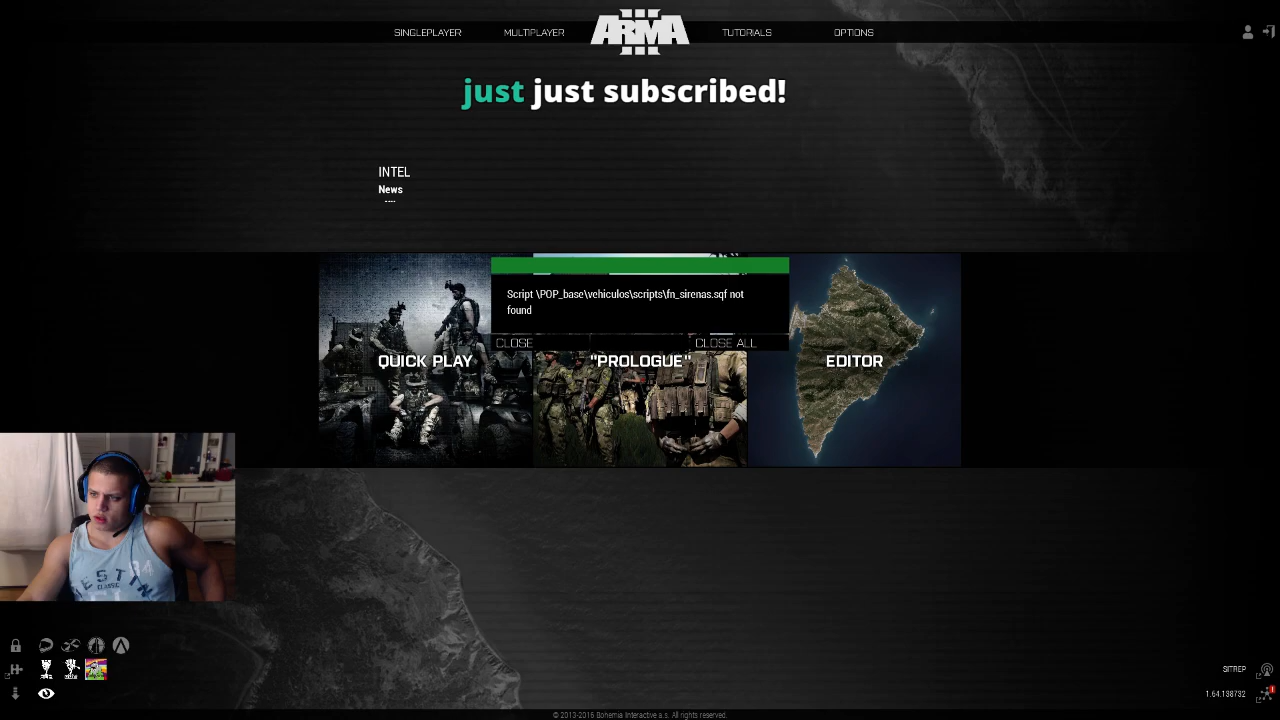 SINGLEPLAYER
MULTIPLAYER
ARMA
III
TUTORIALS
OPTIONS
just just subscribed!
INTEL
News
Script \POP_base\vehiculos\scripts\fn_sirenas.sqf not
found
CLOSE
CLOSE ALL
QUICK PLAY
"PROLOGUE"
EDITOR
SITREP
1.64.138732
© 2013-2016 Bohemia Interactive a.s. All rights reserved.